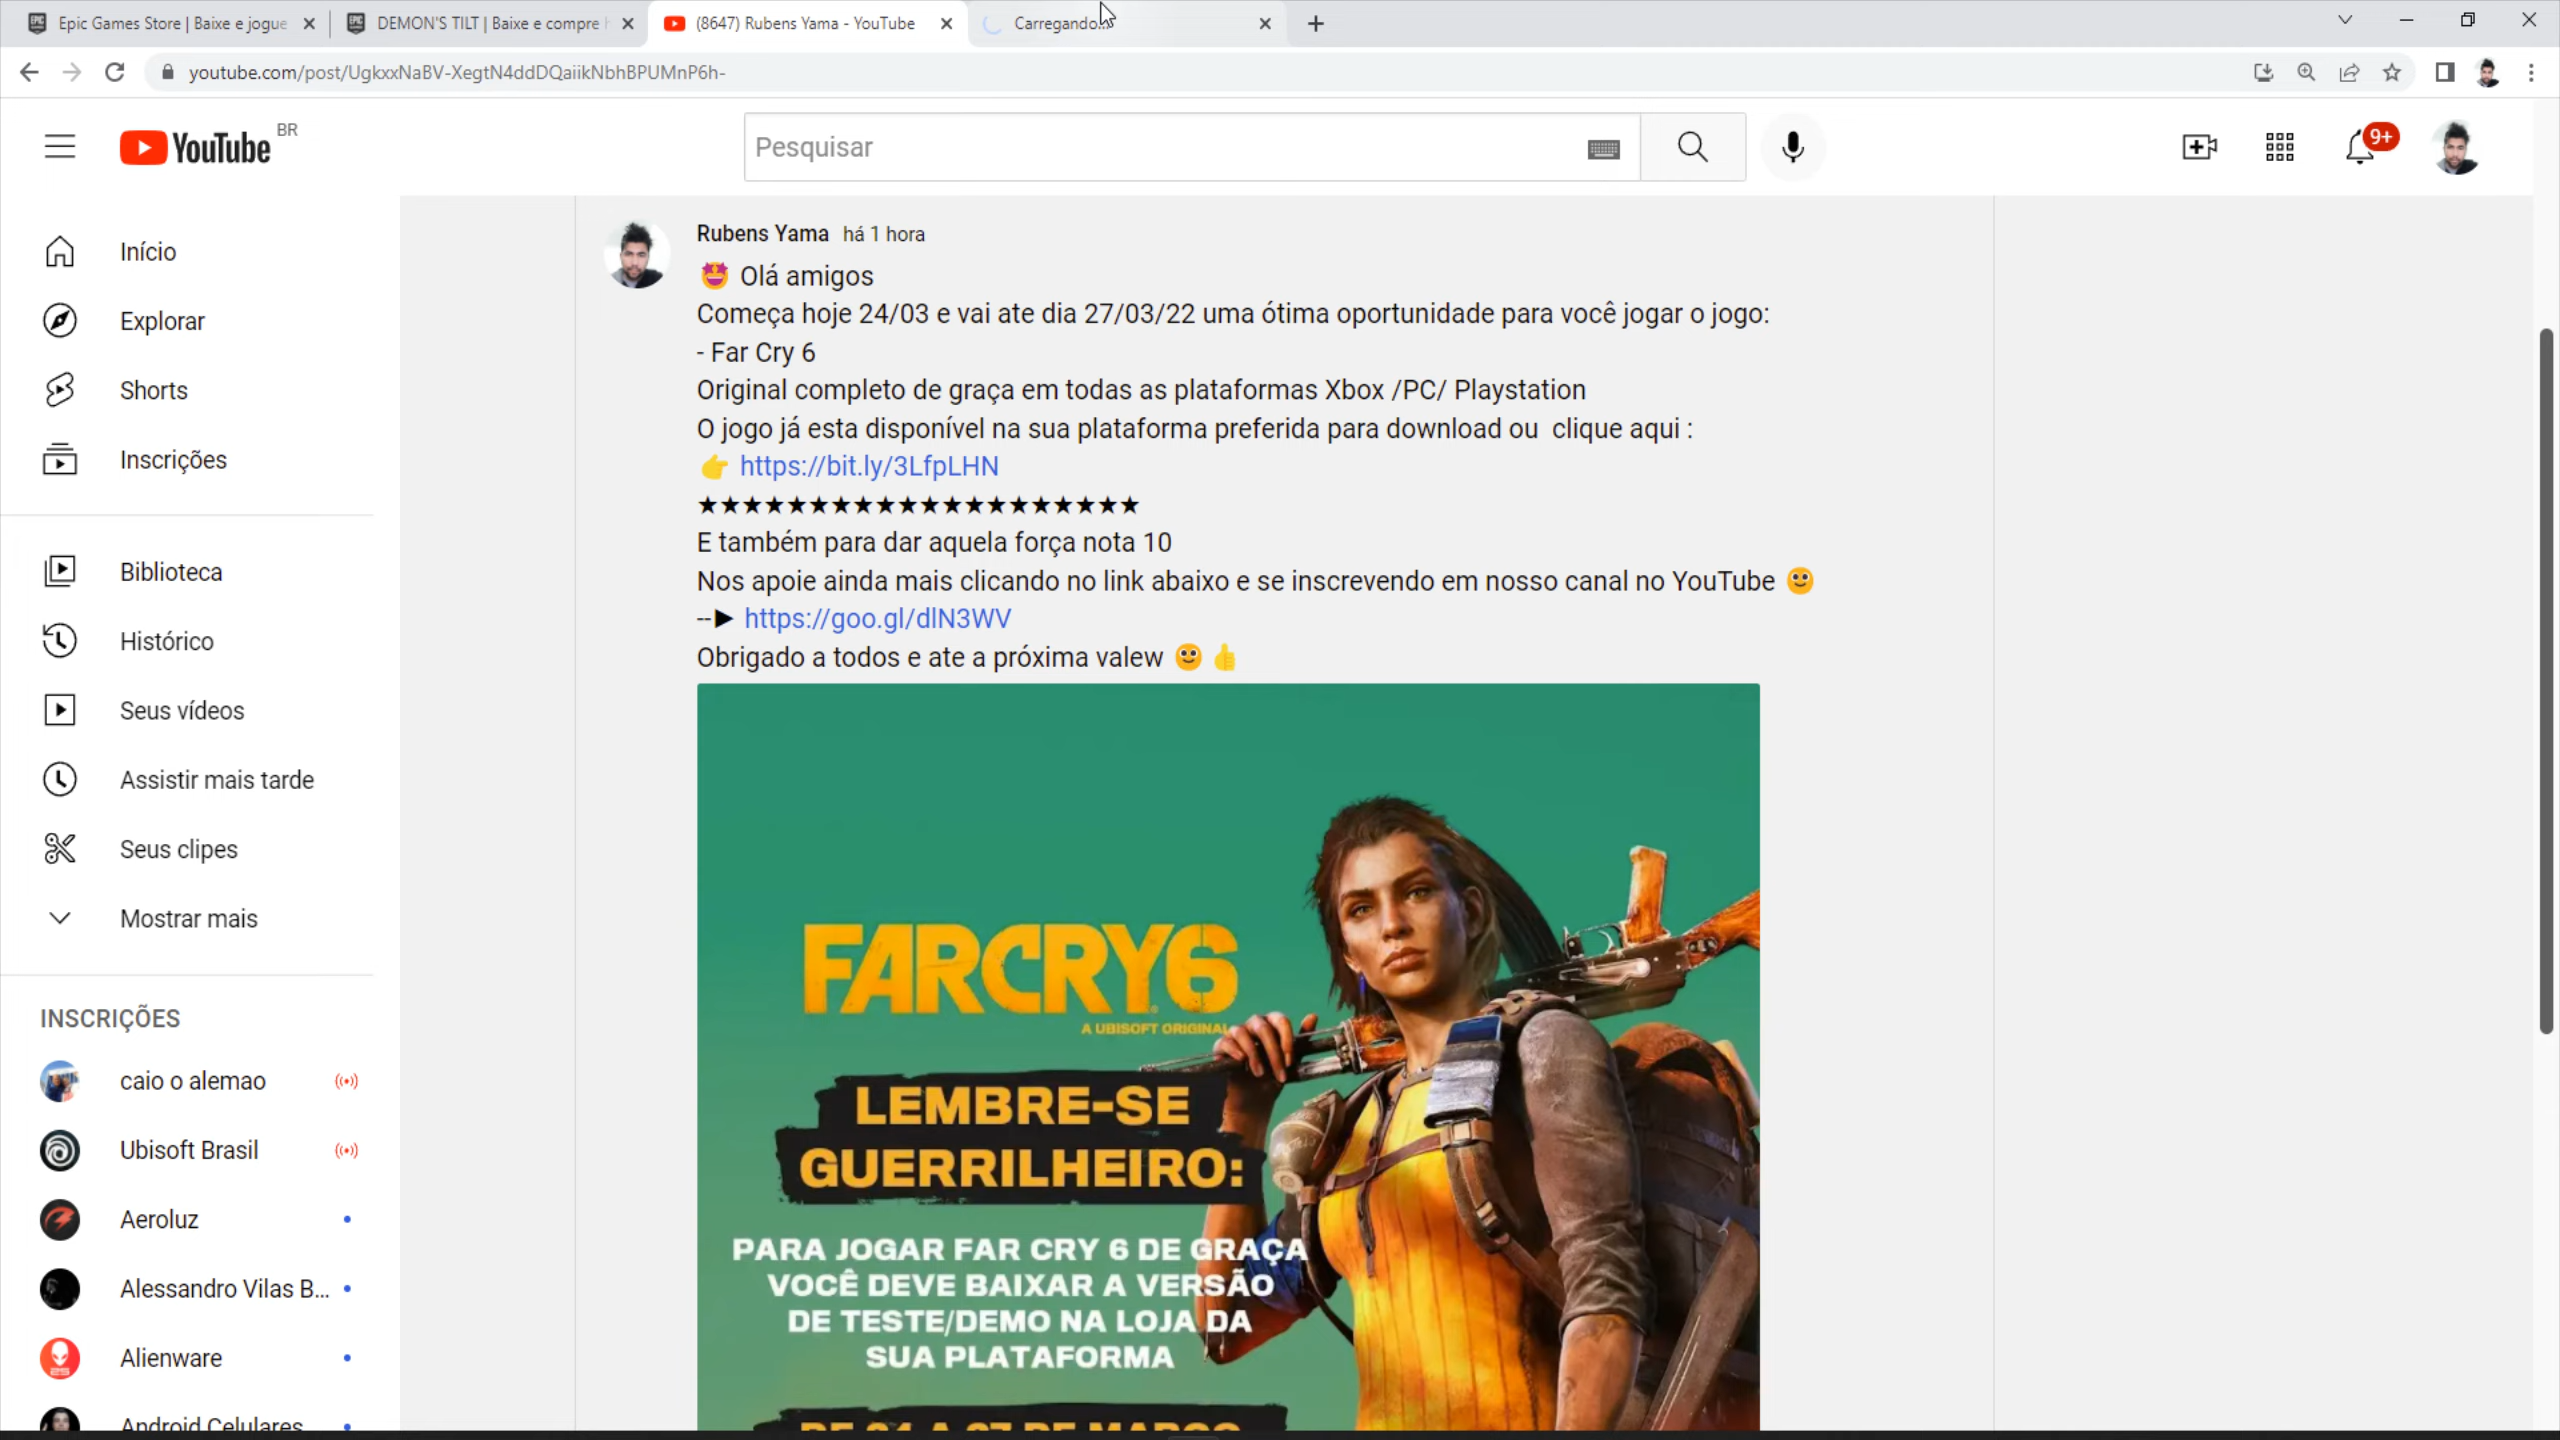 Epic Games Store | Baixe e jogue
DEMON'S TILT | Baixe e compre h
(8647) Rubens Yama - YouTube
Carregando...
youtube.com/post/UgkxxNaBV-XegtN4ddDQaiikNbhBPUMnP6h-
YouTube BR
Pesquisar
9+
Início
Explorar
Shorts
Inscrições
Biblioteca
Histórico
Seus vídeos
Assistir mais tarde
Seus clipes
Mostrar mais
INSCRIÇÕES
caio o alemao
Ubisoft Brasil
Aeroluz
Alessandro Vilas B...
Alienware
Android Celulares
Rubens Yama há 1 hora
🤩 Olá amigos
Começa hoje 24/03 e vai ate dia 27/03/22 uma ótima oportunidade para você jogar o jogo:
- Far Cry 6
Original completo de graça em todas as plataformas Xbox /PC/ Playstation
O jogo já esta disponível na sua plataforma preferida para download ou clique aqui :
👉 https://bit.ly/3LfpLHN
★★★★★★★★★★★★★★★★★★★★
E também para dar aquela força nota 10
Nos apoie ainda mais clicando no link abaixo e se inscrevendo em nosso canal no YouTube 🙂
--► https://goo.gl/dlN3WV
Obrigado a todos e ate a próxima valew 🙂 👍
FARCRY6
A UBISOFT ORIGINAL
LEMBRE-SE
GUERRILHEIRO:
PARA JOGAR FAR CRY 6 DE GRAÇA
VOCÊ DEVE BAIXAR A VERSÃO
DE TESTE/DEMO NA LOJA DA
SUA PLATAFORMA
DE 24 A 27 DE MARÇO